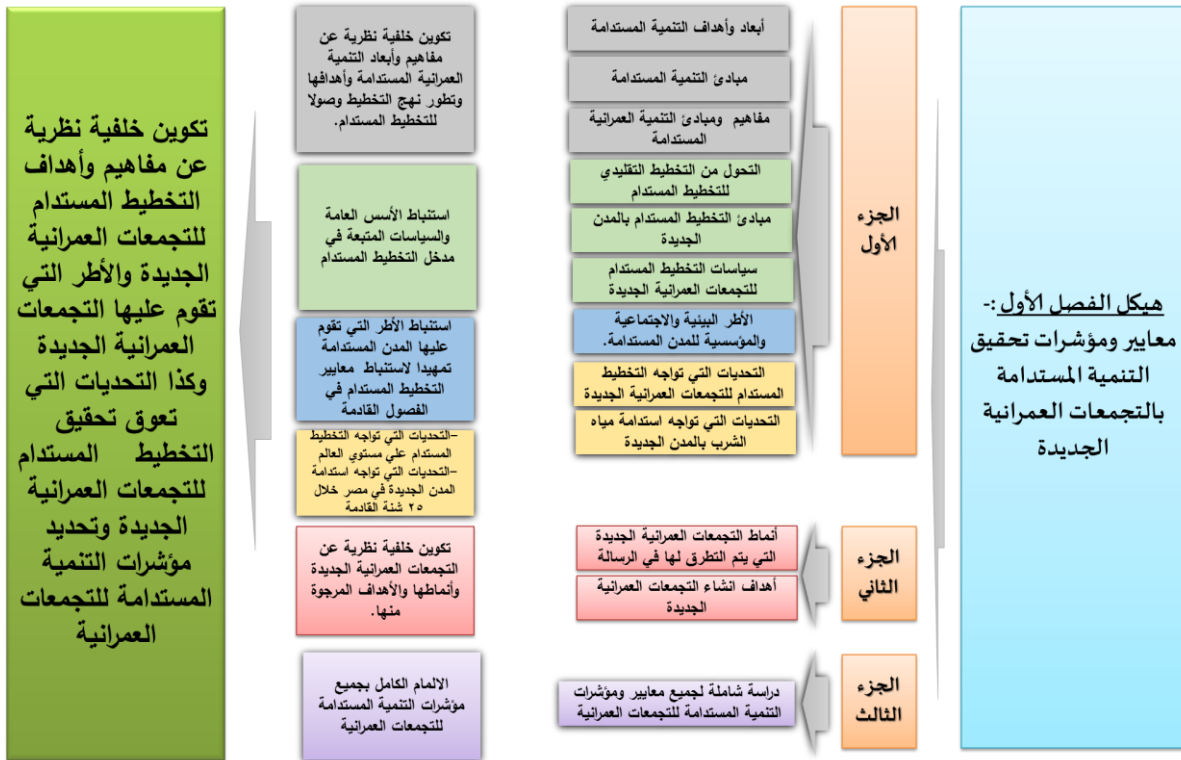 هيكل الفصل الأول:-
معايير ومؤشرات تحقيق
التنمية المستدامة
بالتجمعات العمرانية
الجديدة
الجزء
الأول
أبعاد وأهداف التنمية المستدامة
مبادئ التنمية المستدامة
مفاهيم ومبادئ التنمية العمرانية
المستدامة
التحول من التخطيط التقليدي
للتخطيط المستدام
مبادئ التخطيط المستدام بالمدن
الجديدة
سياسات التخطيط المستدام
للتجمعات العمرانية الجديدة
الأطر البيئية والاجتماعية
والمؤسسية للمدن المستدامة.
التحديات التي تواجه التخطيط
المستدام للتجمعات العمرانية الجديدة
التحديات التي تواجه استدامة مياه
الشرب بالمدن الجديدة
الجزء
الثاني
أنماط التجمعات العمرانية الجديدة
التي يتم التطرق لها في الرسالة
أهداف انشاء التجمعات العمرانية
الجديدة
الجزء
الثالث
دراسة شاملة لجميع معايير ومؤشرات
التنمية المستدامة للتجمعات العمرانية
تكوين خلفية نظرية عن
مفاهيم وأبعاد التنمية
العمرانية المستدامة وأهدافها
وتطور نهج التخطيط وصولا
للتخطيط المستدام.
استنباط الأسس العامة
والسياسات المتبعة في
مدخل التخطيط المستدام
استنباط الأطر التي تقوم
عليها المدن المستدامة
تمهيدا لاستنباط معايير
التخطيط المستدام في
الفصول القادمة
-التحديات التي تواجه التخطيط
المستدام علي مستوي العالم
-التحديات التي تواجه استدامة
المدن الجديدة في مصر خلال
٢٥ شنة القادمة
تكوين خلفية نظرية عن
التجمعات العمرانية الجديدة
وأنماطها والأهداف المرجوة
منها.
الالمام الكامل بجميع
مؤشرات التنمية المستدامة
للتجمعات العمرانية
تكوين خلفية نظرية
عن مفاهيم وأهداف
التخطيط المستدام
للتجمعات العمرانية
الجديدة والأطر التي
تقوم عليها التجمعات
العمرانية الجديدة
وكذا التحديات التي
تعوق تحقيق
التخطيط المستدام
للتجمعات العمرانية
الجديدة وتحديد
مؤشرات التنمية
المستدامة للتجمعات
العمرانية